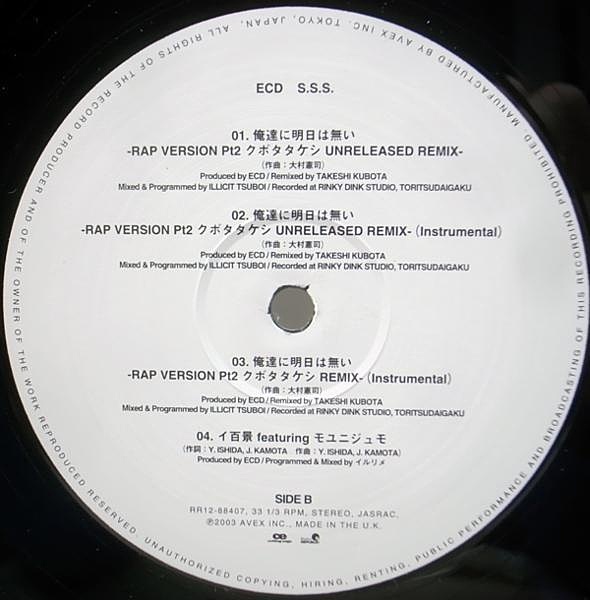 ECD S.S.S.
01. 俺達に明日は無い
-RAP VERSION Pt2 クボタタケシ UNRELEASED REMIX-
(作曲：大村憲司)
Produced by ECD / Remixed by TAKESHI KUBOTA
Mixed & Programmed by ILLICIT TSUBOI / Recorded at RINKY DINK STUDIO, TORITSUDAIGAKU
02. 俺達に明日は無い
-RAP VERSION Pt2 クボタタケシ UNRELEASED REMIX- (Instrumental)
(作曲：大村憲司)
Produced by ECD / Remixed by TAKESHI KUBOTA
Mixed & Programmed by ILLICIT TSUBOI / Recorded at RINKY DINK STUDIO, TORITSUDAIGAKU
03. 俺達に明日は無い
-RAP VERSION Pt2 クボタタケシ REMIX- (Instrumental)
(作曲：大村憲司)
Produced by ECD / Remixed by TAKESHI KUBOTA
Mixed & Programmed by ILLICIT TSUBOI / Recorded at RINKY DINK STUDIO, TORITSUDAIGAKU
04. イ百景 featuring モユニジュモ
(作詞：Y. ISHIDA, J. KAMOTA 作曲：Y. ISHIDA, J. KAMOTA)
Produced by ECD / Programmed & Mixed by イルリメ
SIDE B
RR12-88407, 33 1/3 RPM, STEREO, JASRAC,
℗2003 AVEX INC., MADE IN THE U.K.
MANUFACTURED BY AVEX INC. TOKYO, JAPAN, ALL RIGHTS OF THE RECORD PRODUCER AND OF THE OWNER OF THE WORK REPRODUCED RESERVED. UNAUTHORIZED COPYING, HIRING, RENTING, PUBLIC PERFORMANCE AND BROADCASTING OF THIS RECORDING PROHIBITED